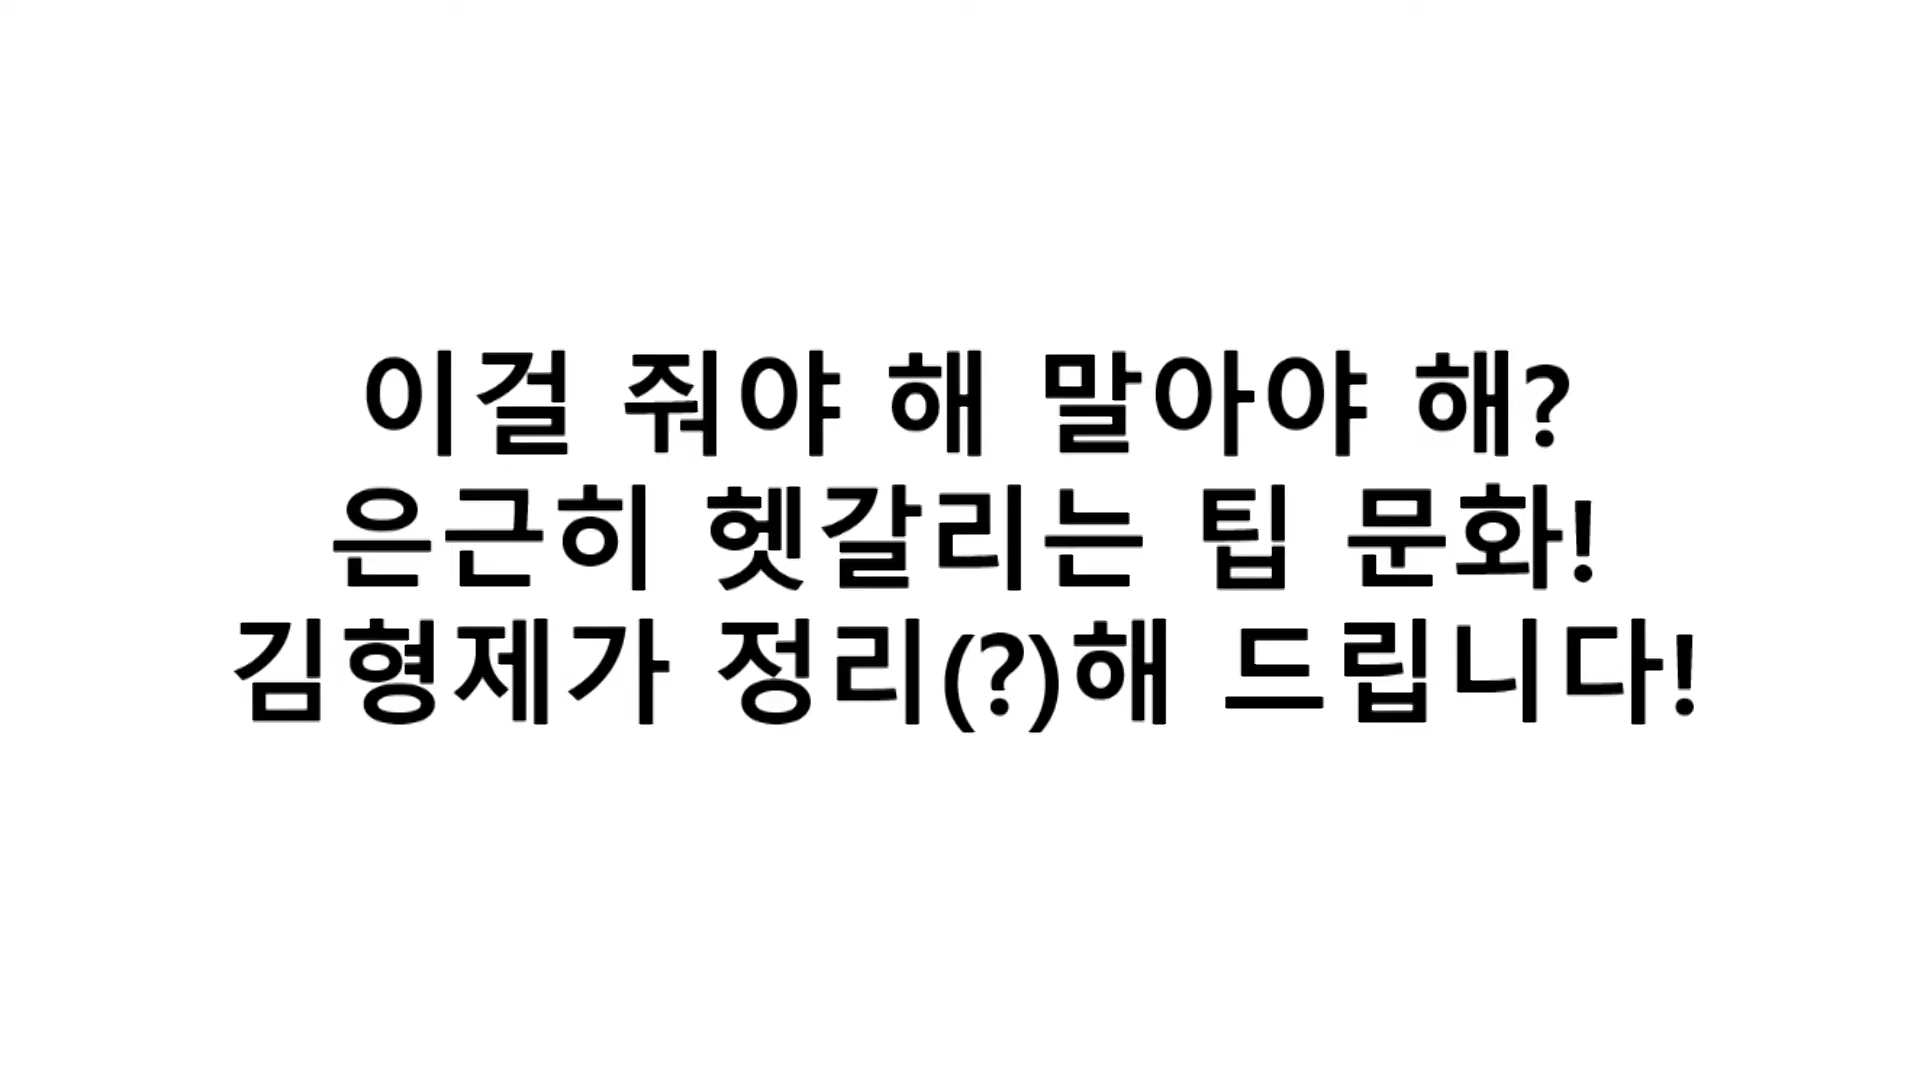 이걸 줘야 해 말아야 해?
은근히 헷갈리는 팁 문화!
김형제가 정리(?)해 드립니다!